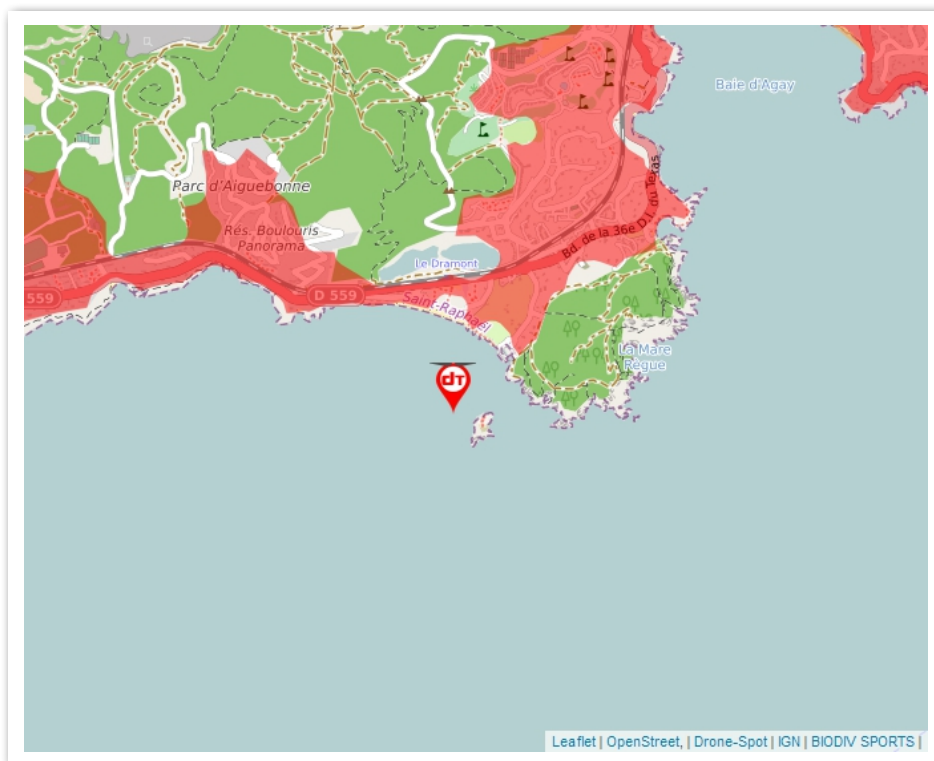 Baie d'Agay
Parc d'Aiguebonne
Rés. Boulouris
Panorama
Bd. de la 36e D.I. du Texas
Le Dramont
559
D 559
Saint-Raphaël
La Mare
Règue
dT
Leaflet | OpenStreet, | Drone-Spot | IGN | BIODIV SPORTS |